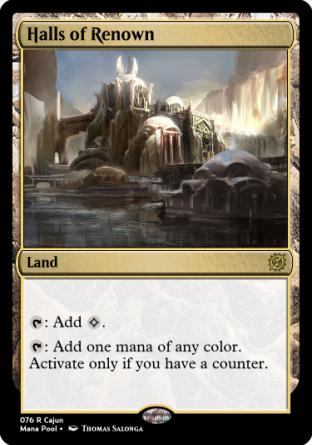 Halls of Renown
Land
: Add .
: Add one mana of any color.
Activate only if you have a counter.
076 R Cajun
Mana Pool • Thomas Salonga